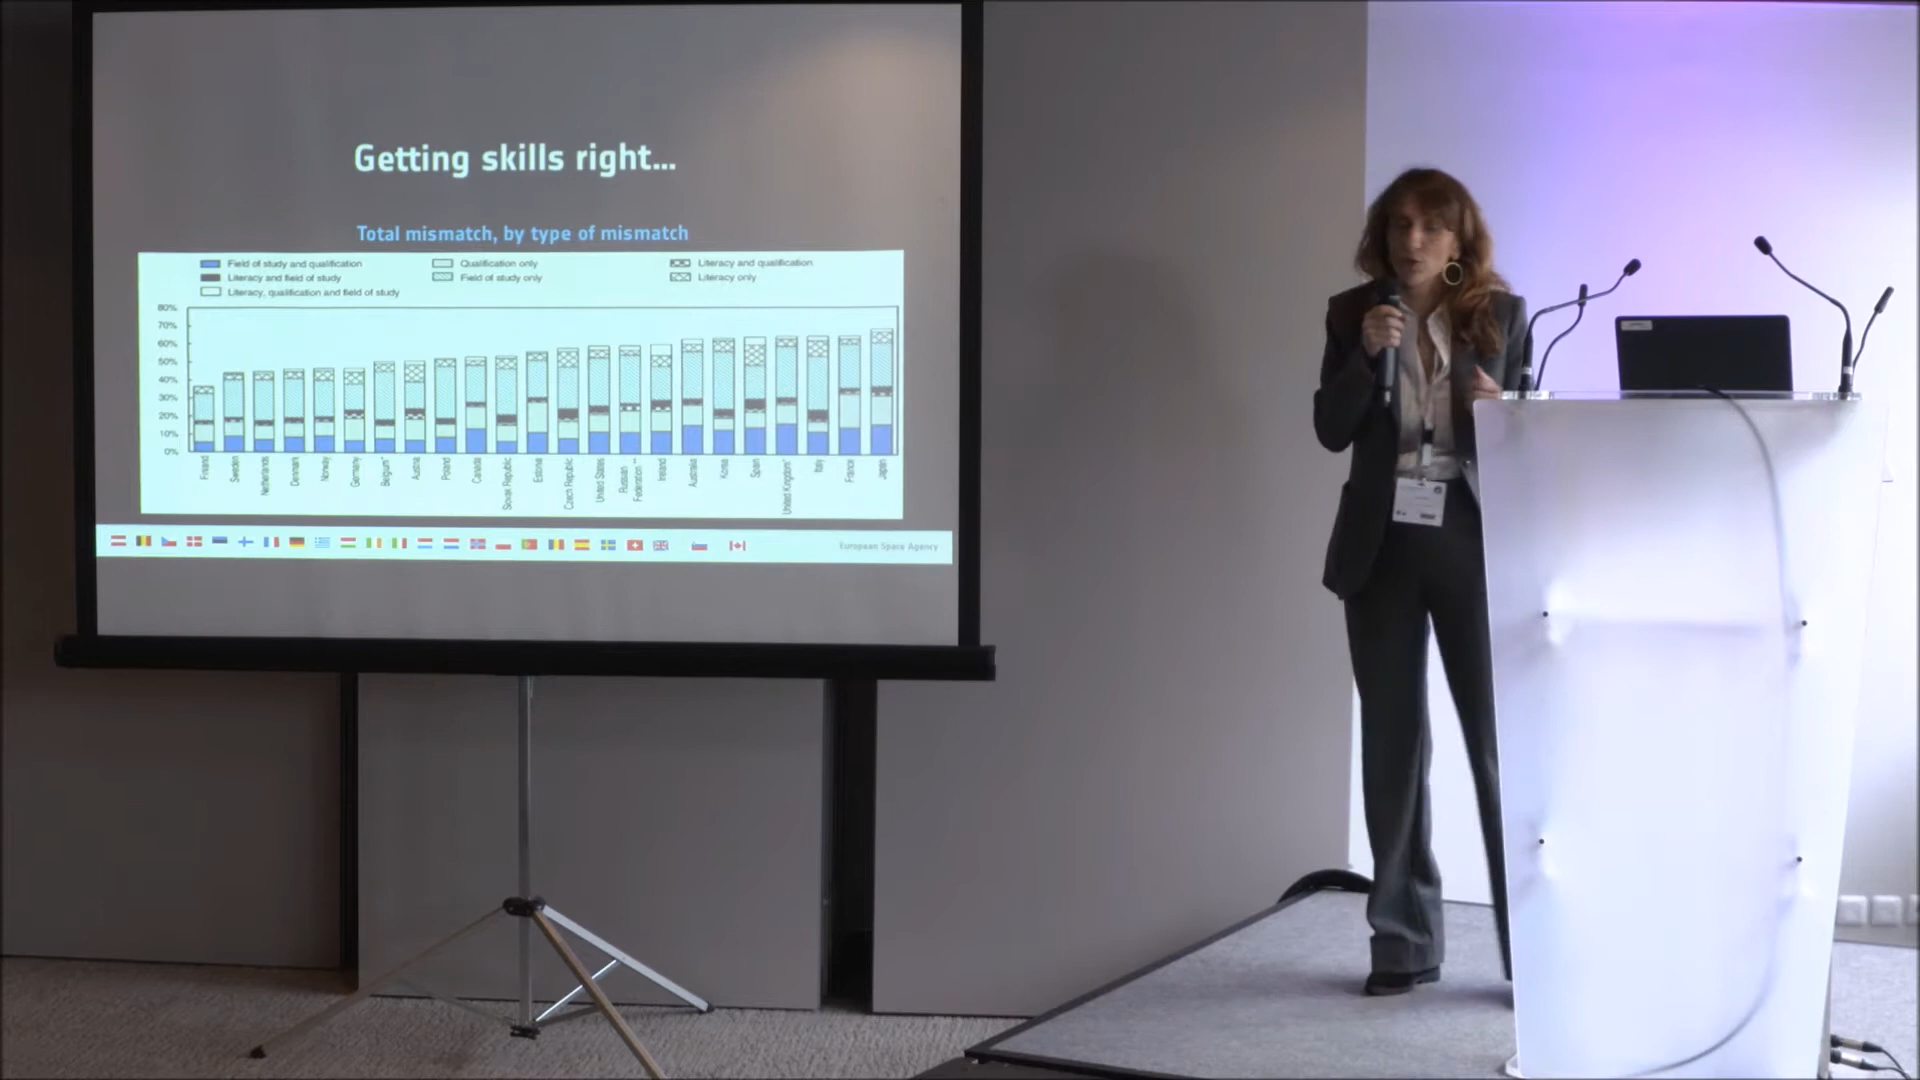 Getting skills right...
Total mismatch, by type of mismatch
Field of study and qualification
Qualification only
Literacy and qualification
Literacy and field of study
Field of study only
Literacy only
Literacy, qualification and field of study
80%
70%
60%
50%
40%
30%
20%
10%
0%
Finland
Sweden
Netherlands
Denmark
Norway
Germany
Belgium*
Austria
Poland
Canada
Slovak Republic
Estonia
Czech Republic
United States
Russian
Federation **
Ireland
Australia
Korea
Spain
United Kingdom*
Italy
France
Japan
European Space Agency